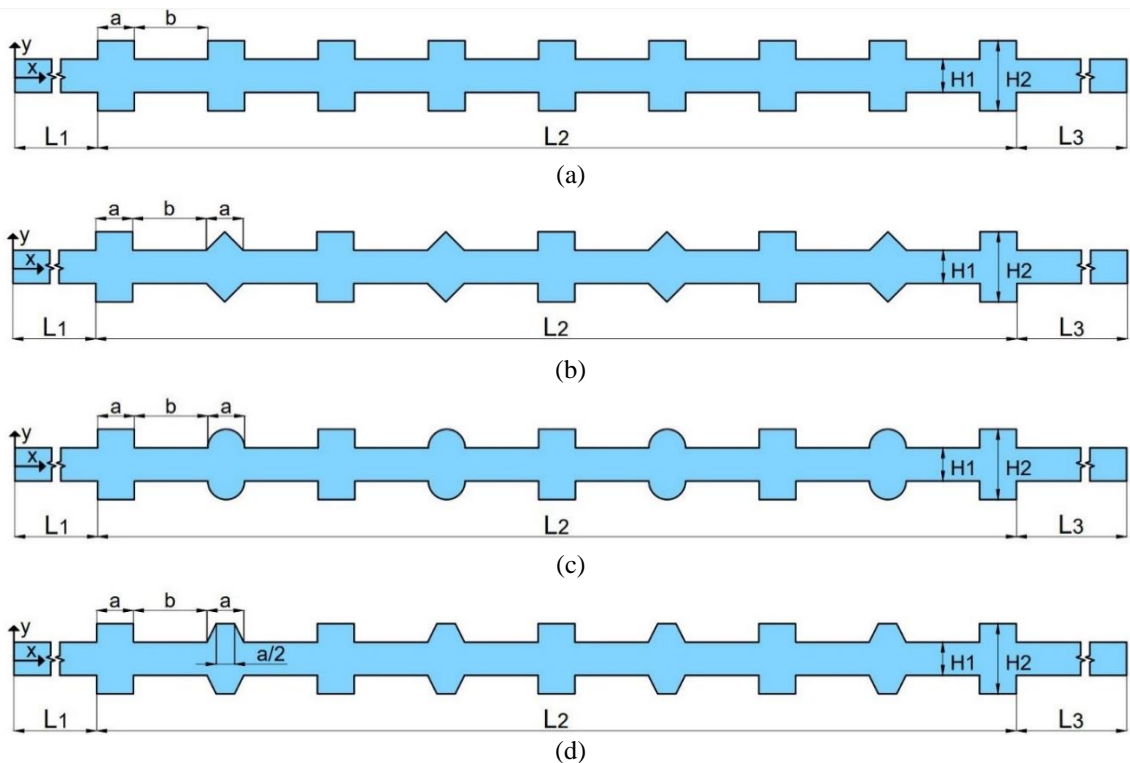 a b
y
x
H1 H2
L1 L2 L3
(a)
a b a
y
x
H1 H2
L1 L2 L3
(b)
a b a
y
x
H1 H2
L1 L2 L3
(c)
a b a
y
x
a/2
H1 H2
L1 L2 L3
(d)